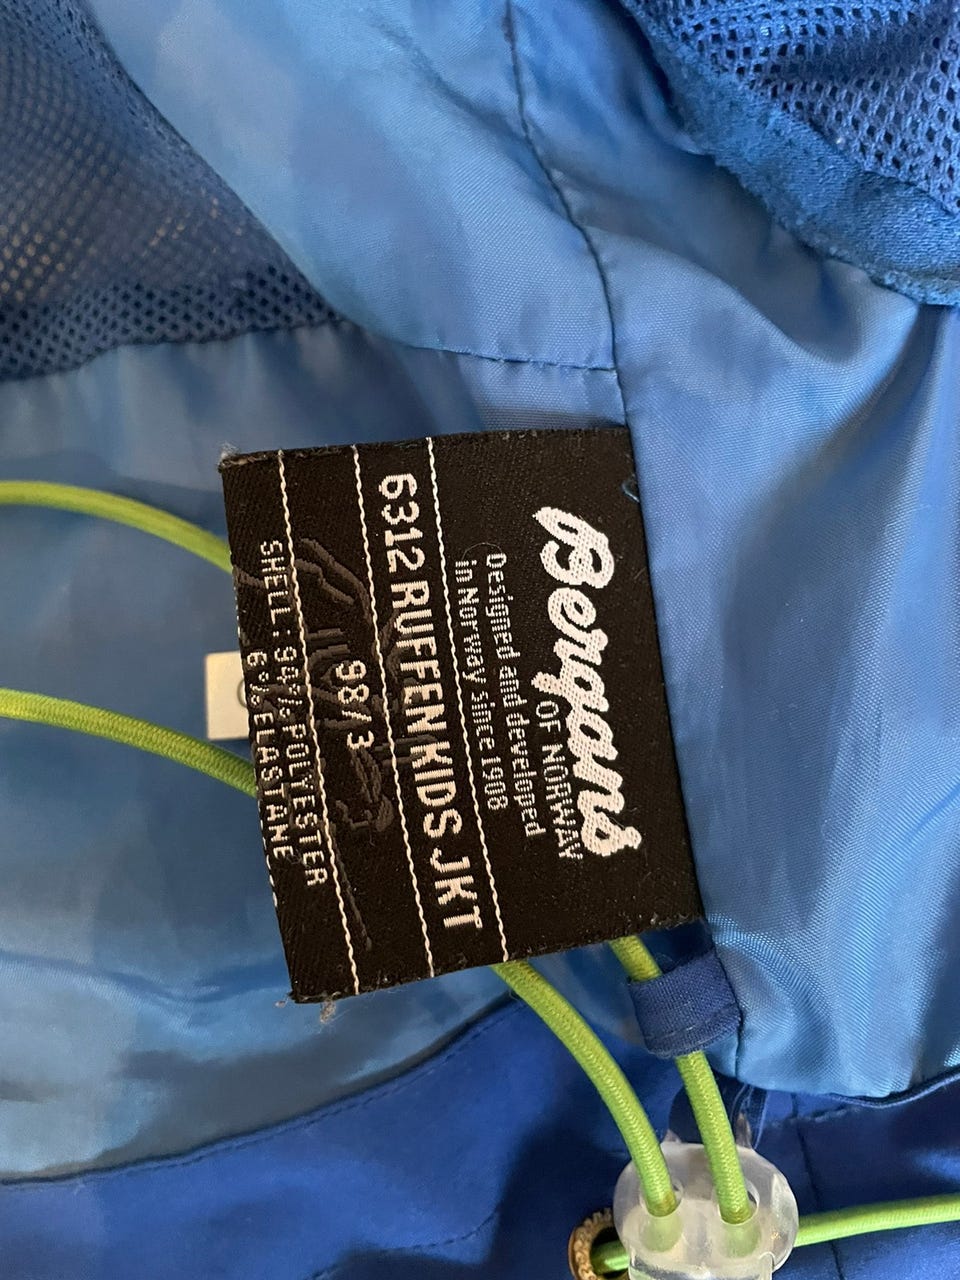 Bergans
OF NORWAY
Designed and developed
in Norway since 1908
6312 RUFFEN KIDS JKT
98/3
SHELL: 94% POLYESTER
6% ELASTANE